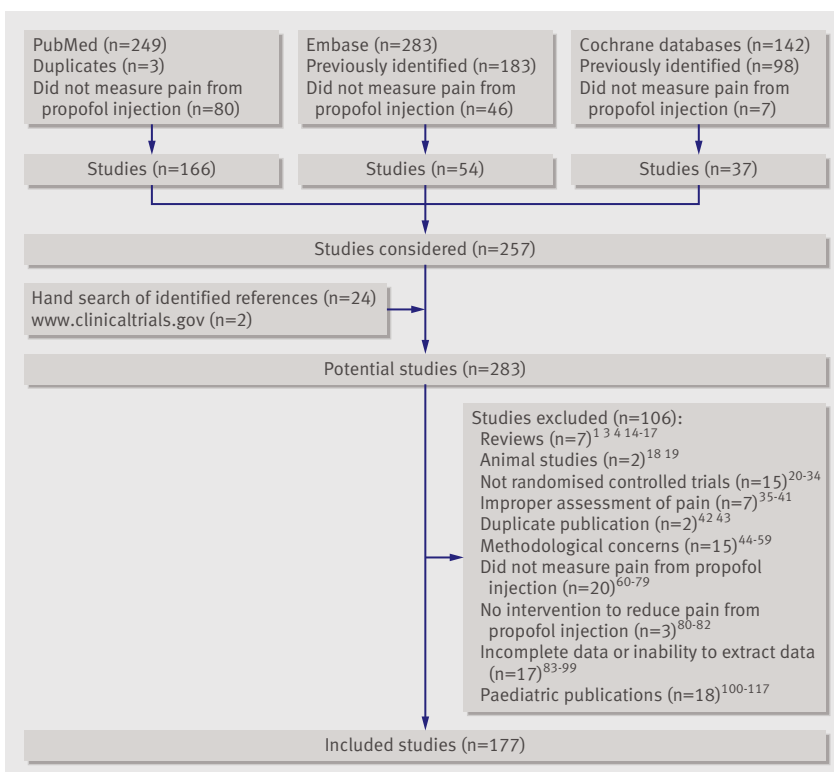 PubMed (n=249)
Duplicates (n=3)
Did not measure pain from
propofol injection (n=80)
Embase (n=283)
Previously identified (n=183)
Did not measure pain from
propofol injection (n=46)
Cochrane databases (n=142)
Previously identified (n=98)
Did not measure pain from
propofol injection (n=7)
Studies (n=166)
Studies (n=54)
Studies (n=37)
Studies considered (n=257)
Hand search of identified references (n=24)
www.clinicaltrials.gov (n=2)
Potential studies (n=283)
Studies excluded (n=106):
Reviews (n=7)1 3 4 14-17
Animal studies (n=2)18 19
Not randomised controlled trials (n=15)20-34
Improper assessment of pain (n=7)35-41
Duplicate publication (n=2)42 43
Methodological concerns (n=15)44-59
Did not measure pain from propofol
injection (n=20)60-79
No intervention to reduce pain from
propofol injection (n=3)80-82
Incomplete data or inability to extract data
(n=17)83-99
Paediatric publications (n=18)100-117
Included studies (n=177)